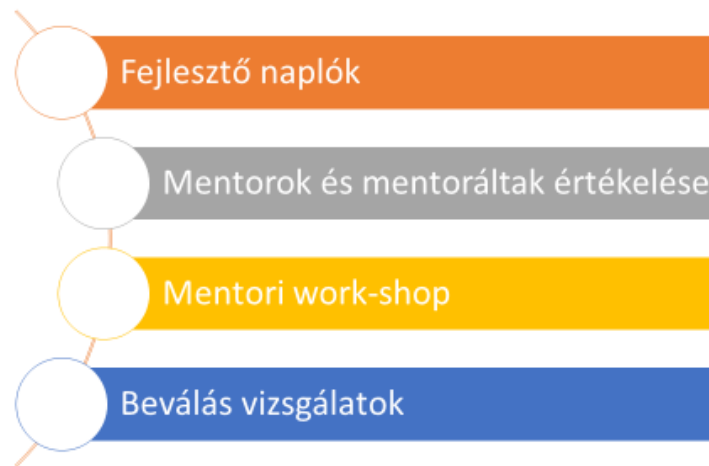 Fejlesztő naplók
Mentorok és mentoráltak értékelése
Mentori work-shop
Beválás vizsgálatok